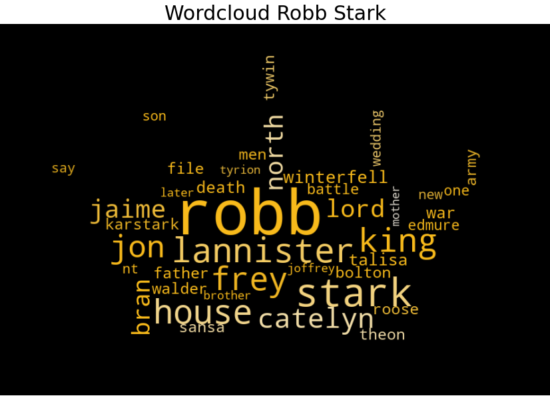 Wordcloud Robb Stark
tywin
son
wedding
north
men
say
file
tyrion
army
winterfell
later
death
battle
mother
new
one
jaime
robb
lord
war
karstark
edmure
jon
lannister
king
talisa
nt
father
frey
joffrey
bolton
bran
walder
brother
stark
house
catelyn
roose
sansa
theon